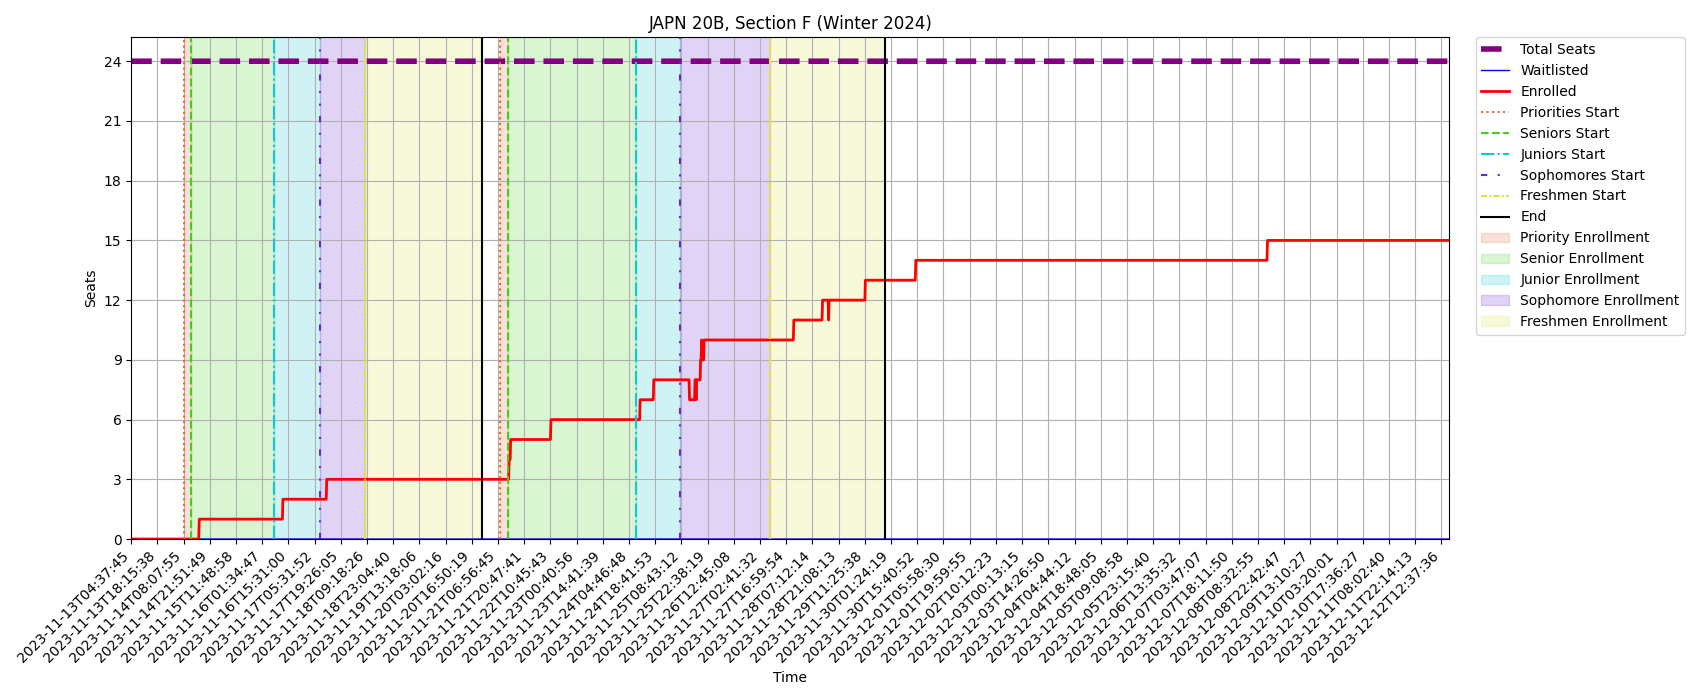 JAPN 20B, Section F (Winter 2024)
Seats
24
21
18
15
12
9
6
3
0
2023-11-13T04:37:45
2023-11-13T18:15:38
2023-11-14T08:07:55
2023-11-14T21:51:49
2023-11-15T11:48:58
2023-11-16T01:34:47
2023-11-16T15:31:00
2023-11-17T05:31:52
2023-11-17T19:26:05
2023-11-18T09:18:26
2023-11-18T23:04:40
2023-11-19T13:18:06
2023-11-20T03:02:16
2023-11-20T16:50:19
2023-11-21T06:56:45
2023-11-21T20:47:41
2023-11-22T10:45:43
2023-11-23T00:40:56
2023-11-23T14:41:39
2023-11-24T04:46:48
2023-11-24T18:41:53
2023-11-25T08:43:12
2023-11-25T22:38:19
2023-11-26T12:45:08
2023-11-27T02:41:32
2023-11-27T16:59:54
2023-11-28T07:12:14
2023-11-28T21:08:13
2023-11-29T11:25:38
2023-11-30T01:24:19
2023-11-30T15:40:52
2023-12-01T05:58:30
2023-12-01T19:59:55
2023-12-02T10:12:23
2023-12-03T00:13:15
2023-12-03T14:26:50
2023-12-04T04:44:12
2023-12-04T18:48:05
2023-12-05T09:08:58
2023-12-05T23:15:40
2023-12-06T13:35:32
2023-12-07T03:47:07
2023-12-07T18:11:50
2023-12-08T08:32:55
2023-12-08T22:42:47
2023-12-09T13:10:27
2023-12-10T03:20:01
2023-12-10T17:36:27
2023-12-11T08:02:40
2023-12-11T22:14:13
2023-12-12T12:37:36
Time
Total Seats
Waitlisted
Enrolled
Priorities Start
Seniors Start
Juniors Start
Sophomores Start
Freshmen Start
End
Priority Enrollment
Senior Enrollment
Junior Enrollment
Sophomore Enrollment
Freshmen Enrollment